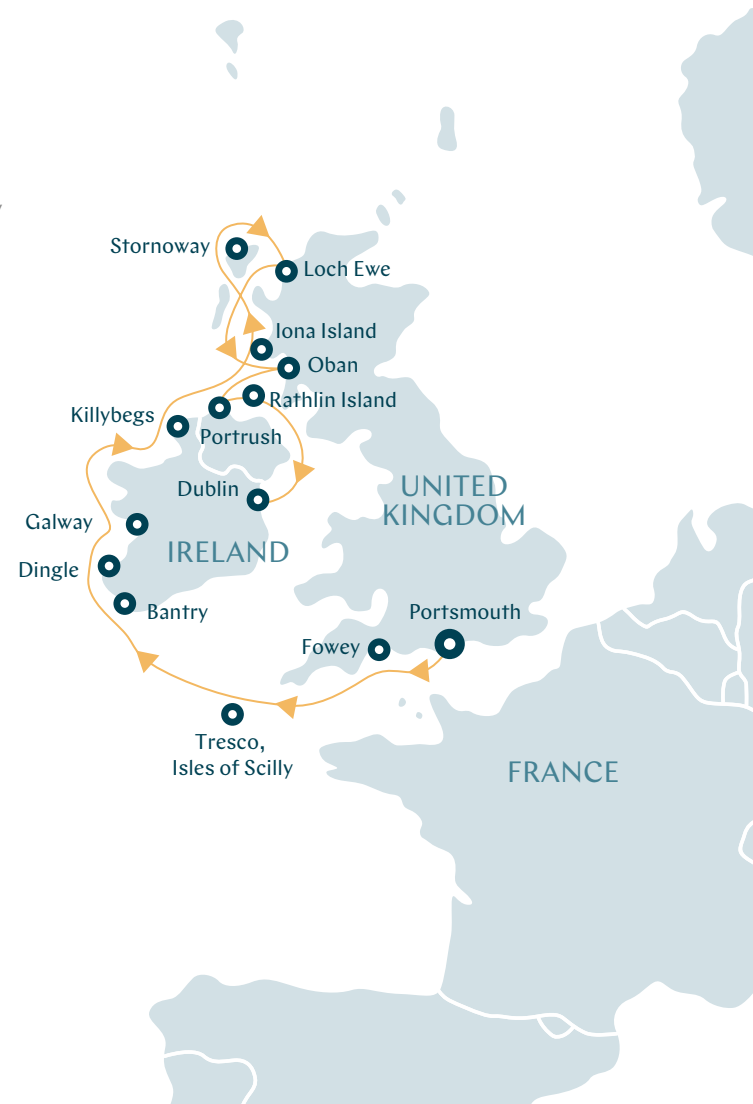 Stornoway
Loch Ewe
Iona Island
Oban
Rathlin Island
Killybegs
Portrush
Dublin
UNITED
KINGDOM
Galway
IRELAND
Dingle
Bantry
Portsmouth
Fowey
Tresco,
Isles of Scilly
FRANCE